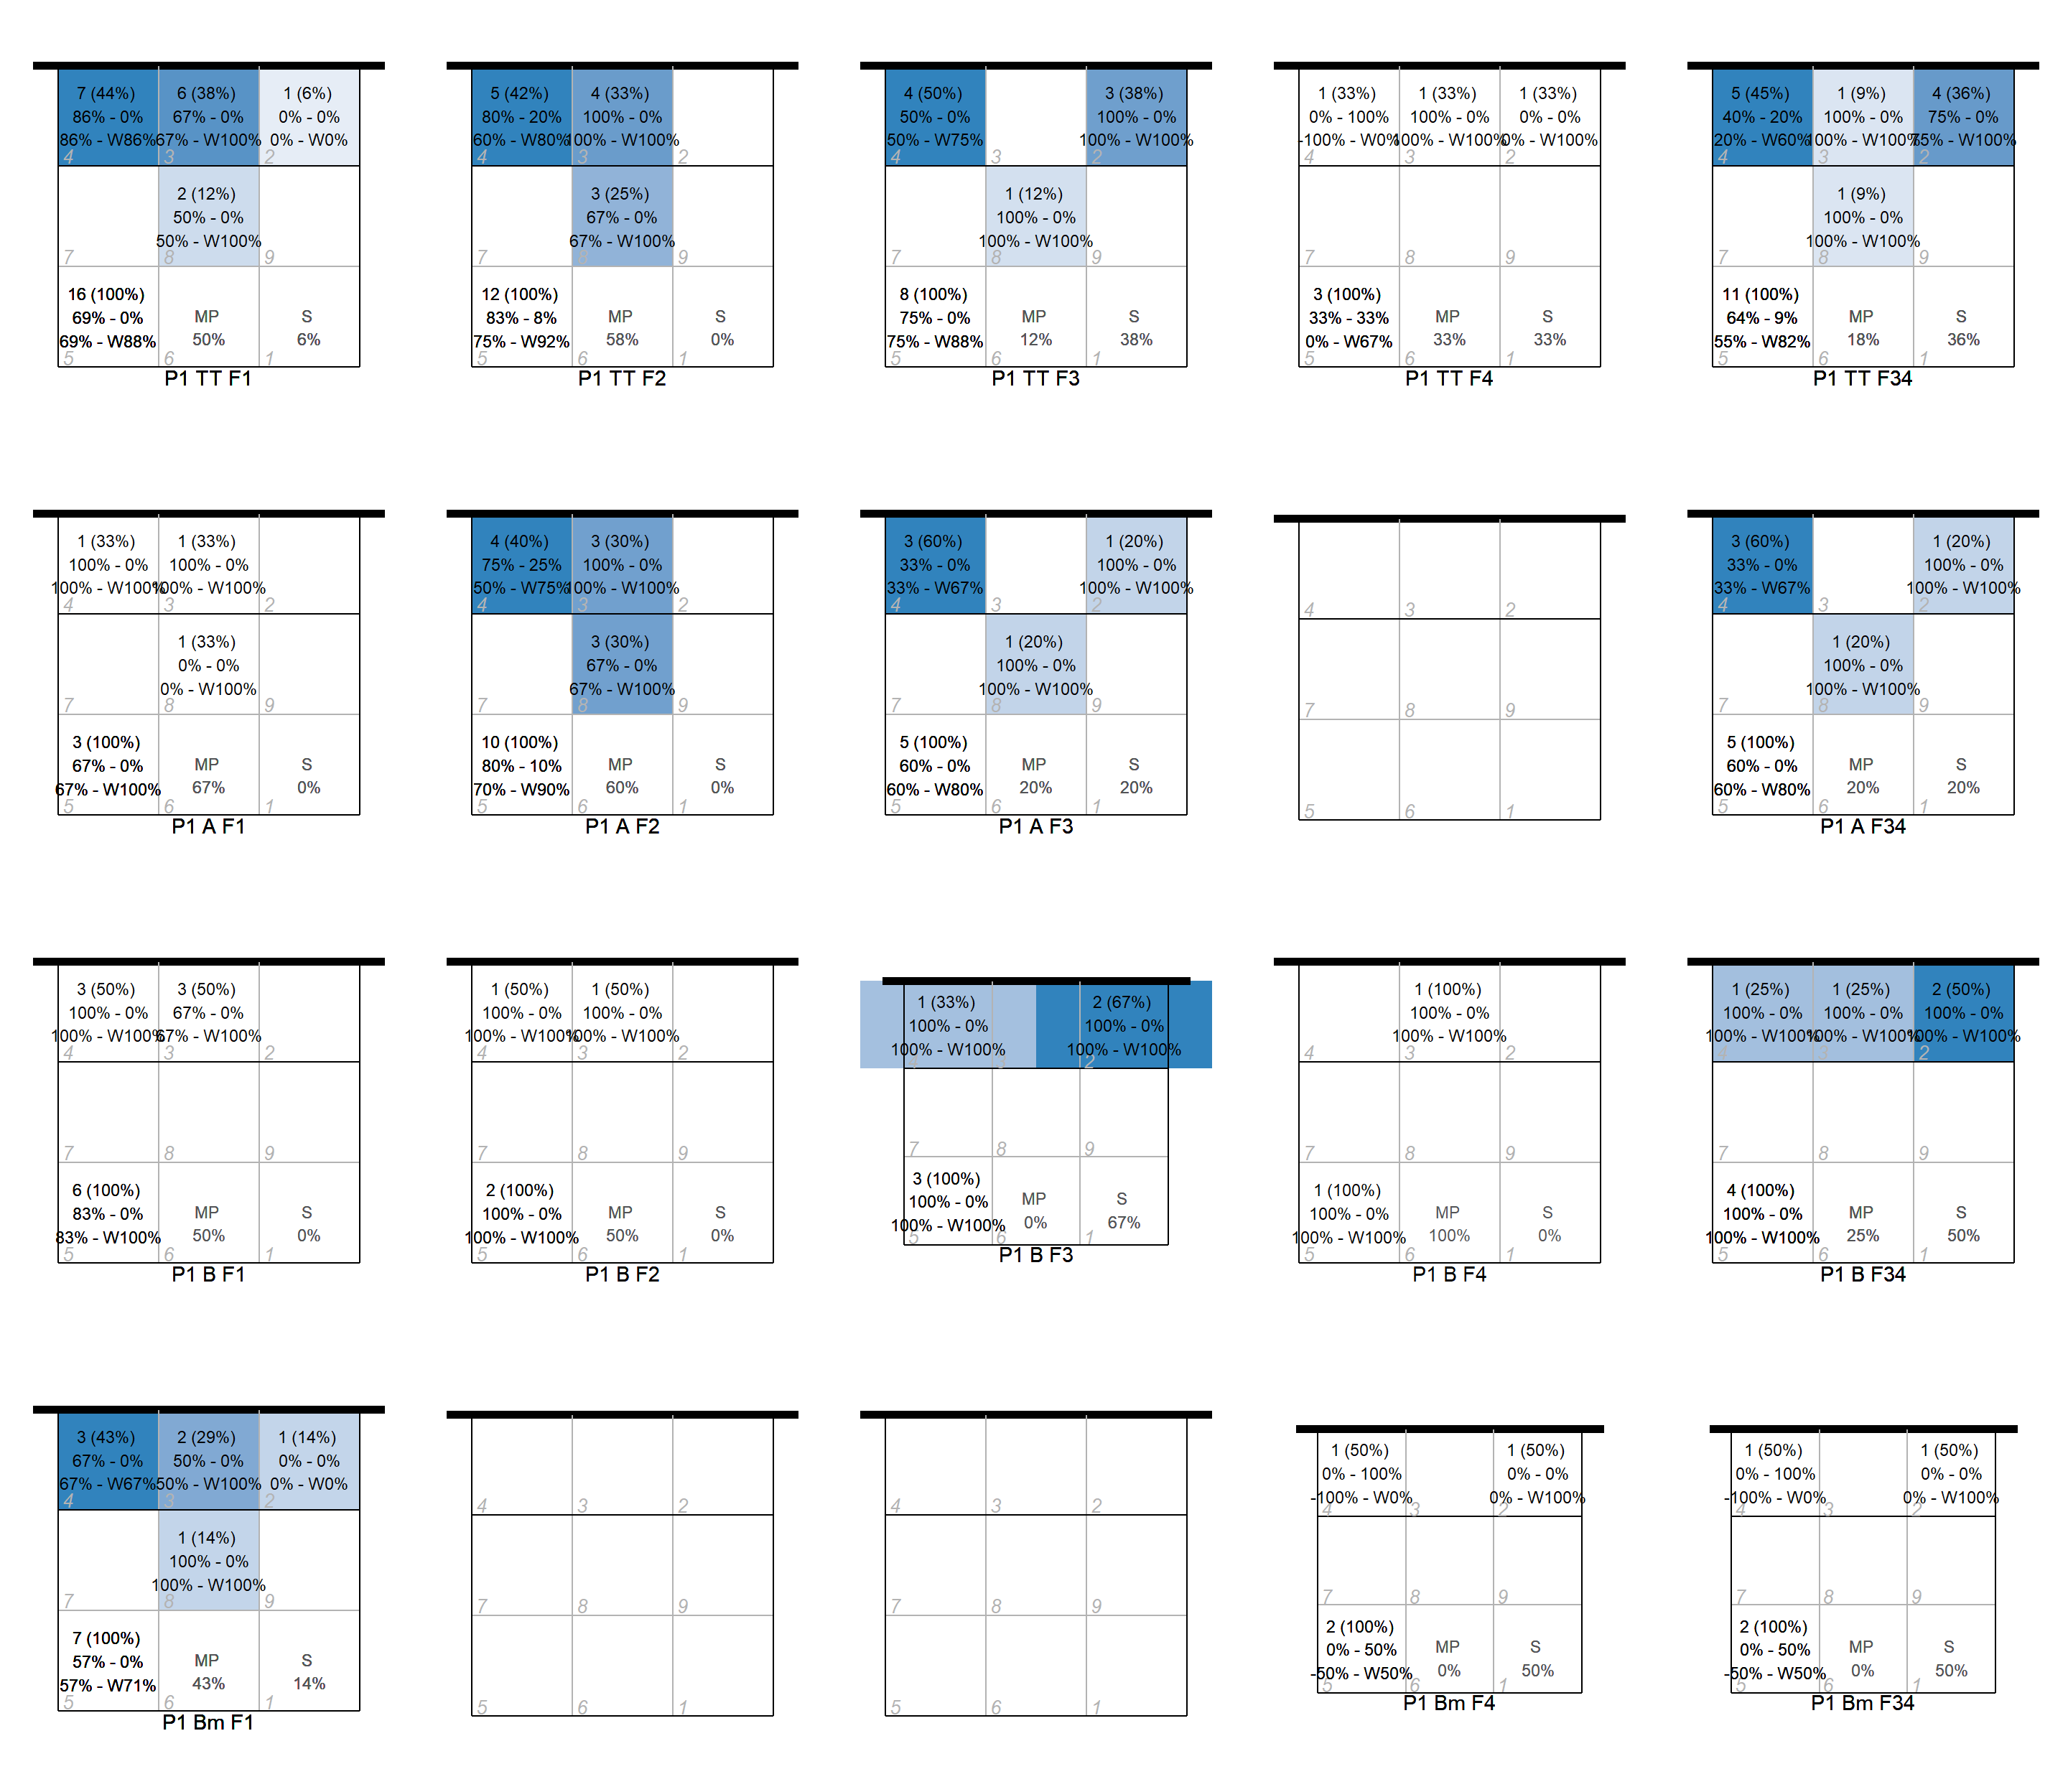 7 (44%) 6 (38%) 1 (6%)
86% - 0% 67% - 0% 0% - 0%
86% - W86% 67% - W100% 0% - W0%
4 3 2
2 (12%)
50% - 0%
50% - W100%
7 8 9
16 (100%)
69% - 0% MP S
69% - W88% 50% 6%
5 6 1
P1 TT F1
5 (42%) 4 (33%)
80% - 20% 100% - 0%
60% - W80% 100% - W100%
4 3 2
3 (25%)
67% - 0%
67% - W100%
7 8 9
12 (100%)
83% - 8% MP S
75% - W92% 58% 0%
5 6 1
P1 TT F2
4 (50%) 3 (38%)
50% - 0% 100% - 0%
50% - W75% 100% - W100%
4 3 2
1 (12%)
100% - 0%
100% - W100%
7 8 9
8 (100%)
75% - 0% MP S
75% - W88% 12% 38%
5 6 1
P1 TT F3
1 (33%) 1 (33%) 1 (33%)
0% - 100% 100% - 0% 0% - 0%
-100% - W0% 100% - W100% 0% - W100%
4 3 2
7 8 9
3 (100%)
33% - 33% MP S
0% - W67% 33% 33%
5 6 1
P1 TT F4
5 (45%) 1 (9%) 4 (36%)
40% - 20% 100% - 0% 75% - 0%
20% - W60% 100% - W100% 75% - W100%
4 3 2
1 (9%)
100% - 0%
100% - W100%
7 8 9
11 (100%)
64% - 9% MP S
55% - W82% 18% 36%
5 6 1
P1 TT F34
1 (33%) 1 (33%)
100% - 0% 100% - 0%
100% - W100% 100% - W100%
4 3 2
1 (33%)
0% - 0%
0% - W100%
7 8 9
3 (100%)
67% - 0% MP S
67% - W100% 67% 0%
5 6 1
P1 A F1
4 (40%) 3 (30%)
75% - 25% 100% - 0%
50% - W75% 100% - W100%
4 3 2
3 (30%)
67% - 0%
67% - W100%
7 8 9
10 (100%)
80% - 10% MP S
70% - W90% 60% 0%
5 6 1
P1 A F2
3 (60%) 1 (20%)
33% - 0% 100% - 0%
33% - W67% 100% - W100%
4 3 2
1 (20%)
100% - 0%
100% - W100%
7 8 9
5 (100%)
60% - 0% MP S
60% - W80% 20% 20%
5 6 1
P1 A F3
4 3 2
7 8 9
5 6 1
3 (60%) 1 (20%)
33% - 0% 100% - 0%
33% - W67% 100% - W100%
4 3 2
1 (20%)
100% - 0%
100% - W100%
7 8 9
5 (100%)
60% - 0% MP S
60% - W80% 20% 20%
5 6 1
P1 A F34
3 (50%) 3 (50%)
100% - 0% 67% - 0%
100% - W100% 67% - W100%
4 3 2
7 8 9
6 (100%)
83% - 0% MP S
83% - W100% 50% 0%
5 6 1
P1 B F1
1 (50%) 1 (50%)
100% - 0% 100% - 0%
100% - W100% 100% - W100%
4 3 2
7 8 9
2 (100%)
100% - 0% MP S
100% - W100% 50% 0%
5 6 1
P1 B F2
1 (33%) 2 (67%)
100% - 0% 100% - 0%
100% - W100% 100% - W100%
2
7 8 9
3 (100%)
100% - 0% MP S
100% - W100% 0% 67%
5 6 1
P1 B F3
1 (100%)
100% - 0%
100% - W100%
4 3 2
7 8 9
1 (100%)
100% - 0% MP S
100% - W100% 100% 0%
5 6 1
P1 B F4
1 (25%) 1 (25%) 2 (50%)
100% - 0% 100% - 0% 100% - 0%
100% - W100% 100% - W100% 100% - W100%
4 3 2
7 8 9
4 (100%)
100% - 0% MP S
100% - W100% 25% 50%
5 6 1
P1 B F34
3 (43%) 2 (29%) 1 (14%)
67% - 0% 50% - 0% 0% - 0%
67% - W67% 50% - W100% 0% - W0%
4 3 2
1 (14%)
100% - 0%
100% - W100%
7 8 9
7 (100%)
57% - 0% MP S
57% - W71% 43% 14%
5 6 1
P1 Bm F1
4 3 2
7 8 9
5 6 1
4 3 2
7 8 9
5 6 1
1 (50%) 1 (50%)
0% - 100% 0% - 0%
-100% - W0% 0% - W100%
4 3 2
7 8 9
2 (100%)
0% - 50% MP S
-50% - W50% 0% 50%
5 6 1
P1 Bm F4
1 (50%) 1 (50%)
0% - 100% 0% - 0%
-100% - W0% 0% - W100%
4 3 2
7 8 9
2 (100%)
0% - 50% MP S
-50% - W50% 0% 50%
5 6 1
P1 Bm F34